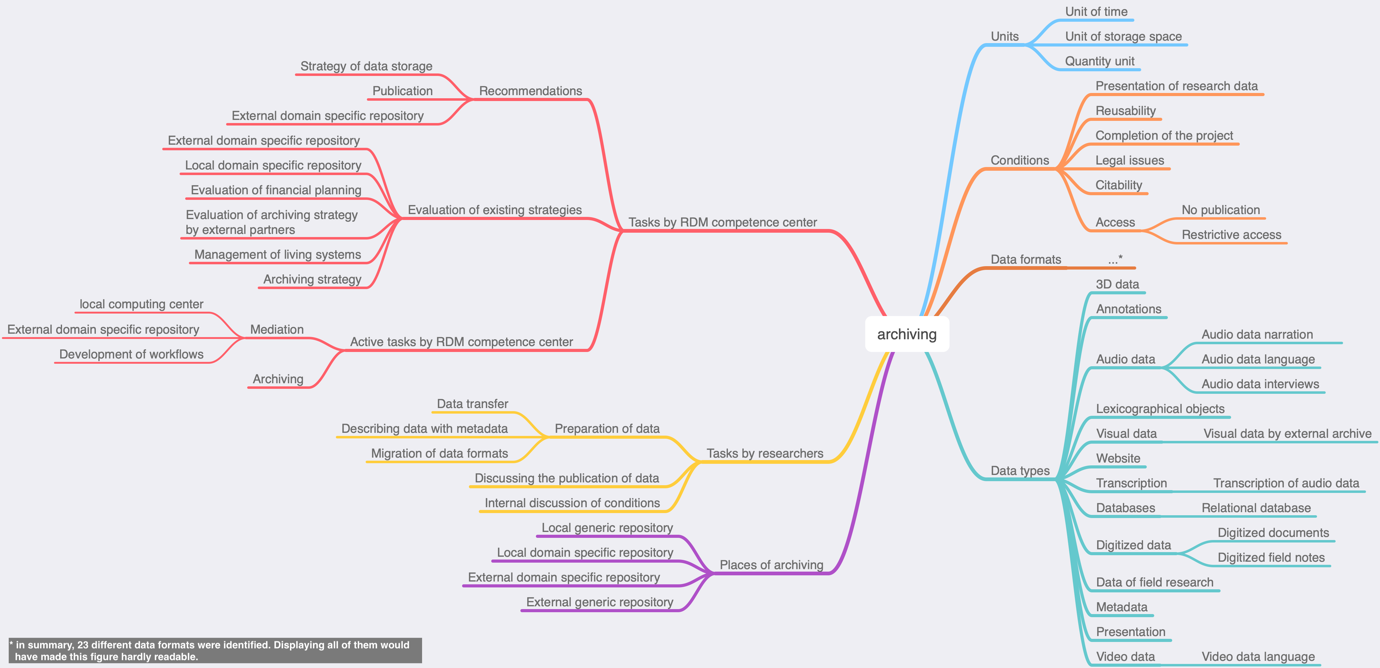 archiving
Tasks by RDM competence center
Recommendations
Strategy of data storage
Publication
External domain specific repository
Evaluation of existing strategies
External domain specific repository
Local domain specific repository
Evaluation of financial planning
Evaluation of archiving strategy
by external partners
Management of living systems
Archiving strategy
Active tasks by RDM competence center
Mediation
local computing center
External domain specific repository
Development of workflows
Archiving
Tasks by researchers
Preparation of data
Data transfer
Describing data with metadata
Migration of data formats
Discussing the publication of data
Internal discussion of conditions
Places of archiving
Local generic repository
Local domain specific repository
External domain specific repository
External generic repository
Units
Unit of time
Unit of storage space
Quantity unit
Conditions
Presentation of research data
Reusability
Completion of the project
Legal issues
Citability
Access
No publication
Restrictive access
Data formats
...*
Data types
3D data
Annotations
Audio data
Audio data narration
Audio data language
Audio data interviews
Lexicographical objects
Visual data
Visual data by external archive
Website
Transcription
Transcription of audio data
Databases
Relational database
Digitized data
Digitized documents
Digitized field notes
Data of field research
Metadata
Presentation
Video data
Video data language
* in summary, 23 different data formats were identified. Displaying all of them would
have made this figure hardly readable.